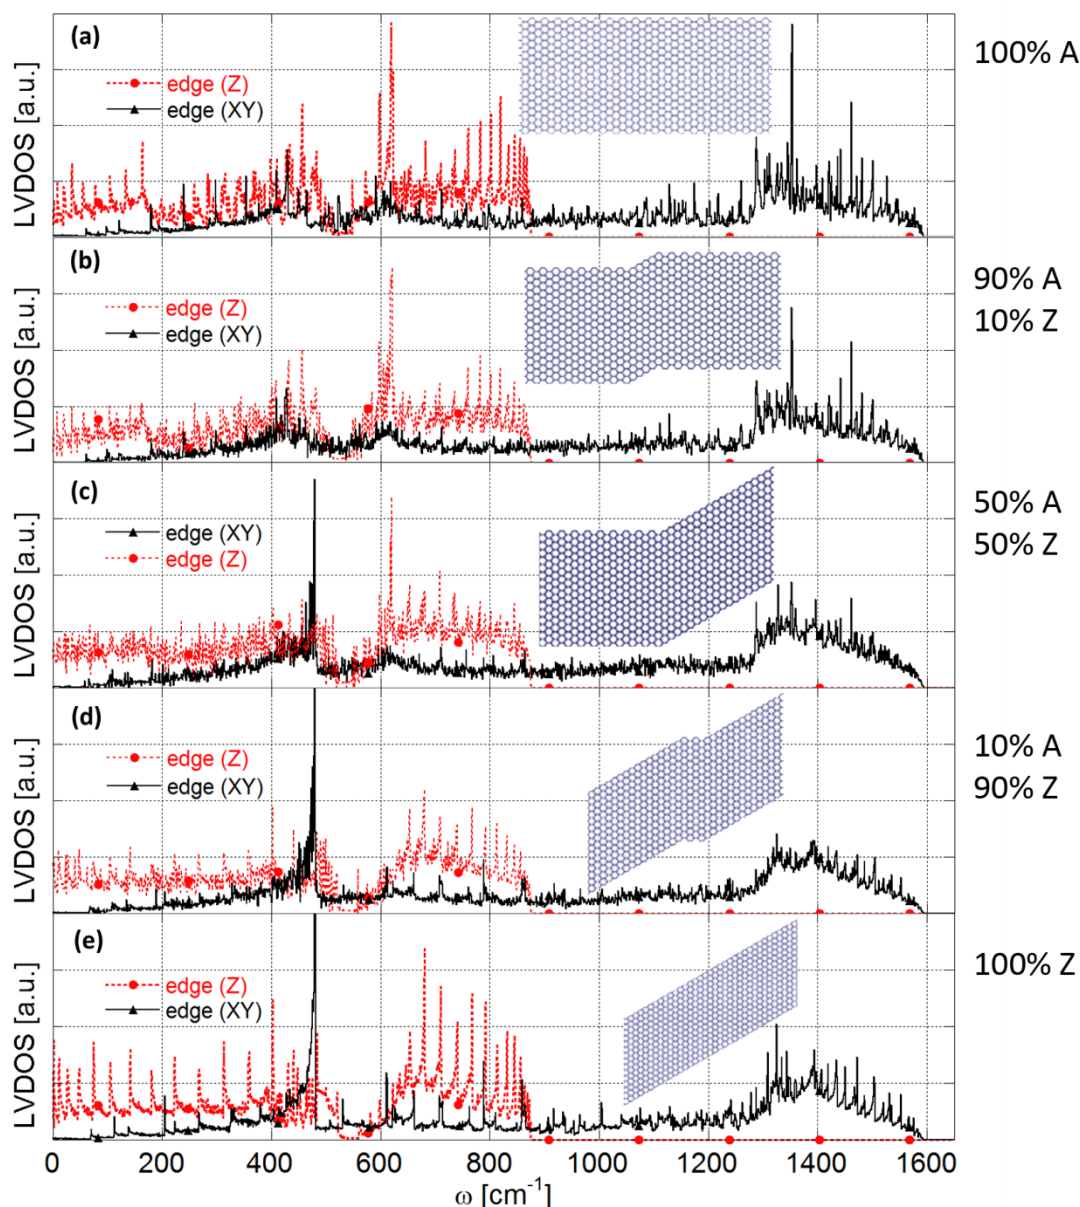 (a)
100% A
edge (Z)
edge (XY)
LVDOS [a.u.]
(b)
90% A
10% Z
edge (Z)
edge (XY)
LVDOS [a.u.]
(c)
50% A
50% Z
edge (XY)
edge (Z)
LVDOS [a.u.]
(d)
10% A
90% Z
edge (Z)
edge (XY)
LVDOS [a.u.]
(e)
100% Z
edge (Z)
edge (XY)
LVDOS [a.u.]
0 200 400 600 800 1000 1200 1400 1600
ω [cm⁻¹]